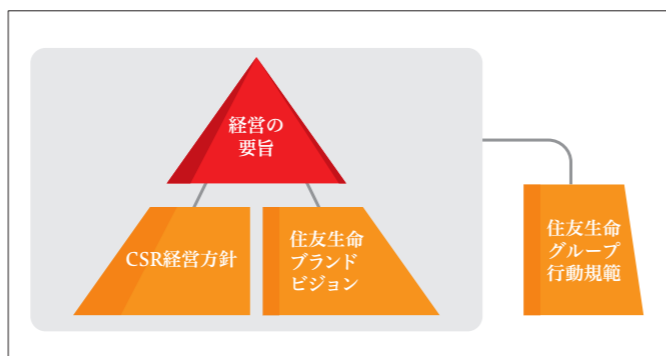 経営の
要旨
CSR経営方針
住友生命
ブランド
ビジョン
住友生命
グループ
行動規範